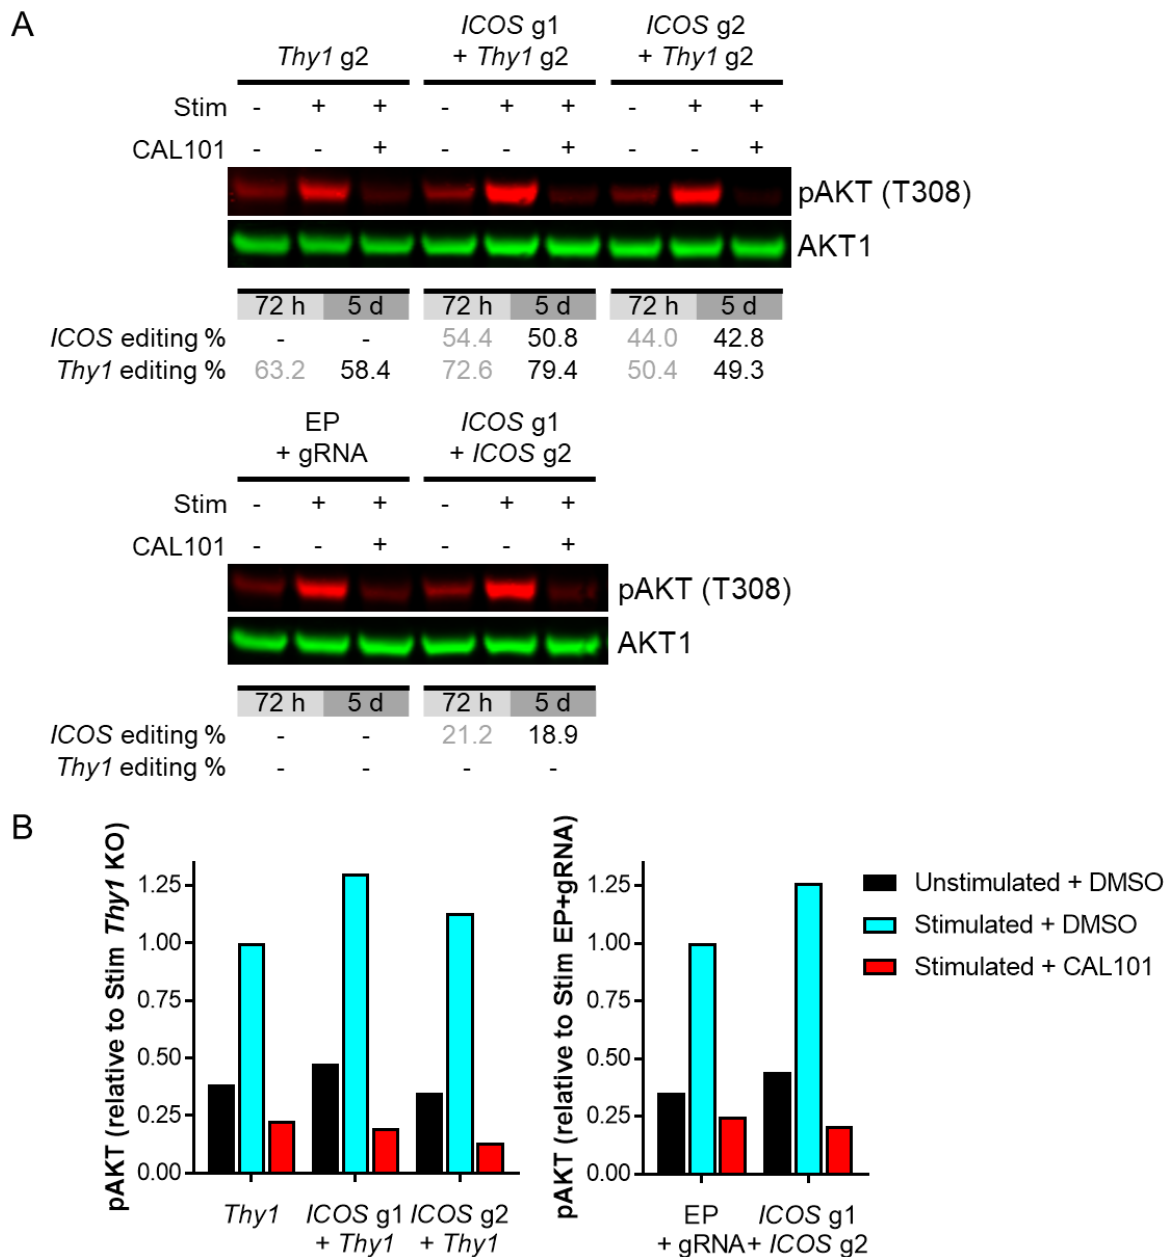 A
Thy1 g2
ICOS g1
+ Thy1 g2
ICOS g2
+ Thy1 g2
Stim - + + - + + - + +
CAL101 - - + - - + - - +
pAKT (T308)
AKT1
72 h 5 d 72 h 5 d 72 h 5 d
ICOS editing % - - 54.4 50.8 44.0 42.8
Thy1 editing % 63.2 58.4 72.6 79.4 50.4 49.3
EP
+ gRNA
ICOS g1
+ ICOS g2
Stim - + + - + +
CAL101 - - + - - +
pAKT (T308)
AKT1
72 h 5 d 72 h 5 d
ICOS editing % - - 21.2 18.9
Thy1 editing % - - - -
B
pAKT (relative to Stim Thy1 KO)
1.25
1.00
0.75
0.50
0.25
0.00
Thy1
ICOS g1
+ Thy1
ICOS g2
+ Thy1
pAKT (relative to Stim EP+gRNA)
1.25
1.00
0.75
0.50
0.25
0.00
EP
+ gRNA
ICOS g1
+ ICOS g2
Unstimulated + DMSO
Stimulated + DMSO
Stimulated + CAL101